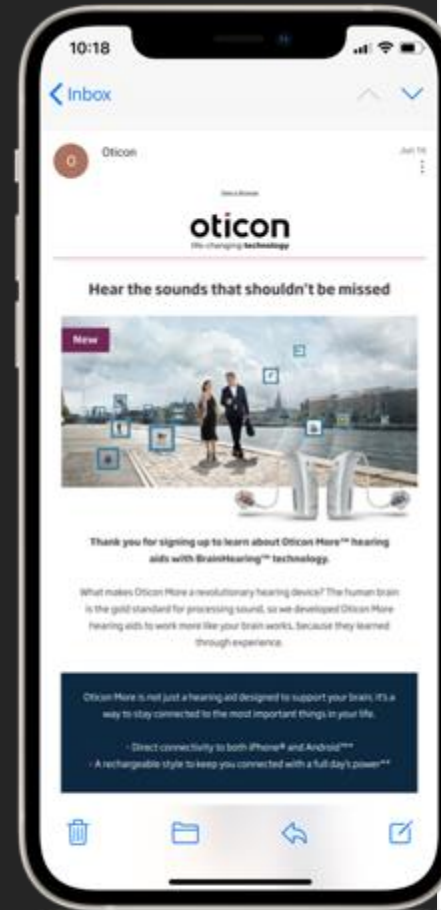 10:18
Inbox
O
Oticon
oticon
life-changing technology
Hear the sounds that shouldn't be missed
New
Thank you for signing up to learn about Oticon More™ hearing
aids with BrainHearing™ technology.
What makes Oticon More a revolutionary hearing device? The human brain
is the gold standard for processing sound, so we developed Oticon More
hearing aids to work more like your brain works, because they learned
through experience.
Oticon More is not just a hearing aid designed to support your brain; it's a
way to stay connected to the most important things in your life.
- Direct connectivity to both iPhone® and Android™*
- A rechargeable style to keep you connected with a full day's power**